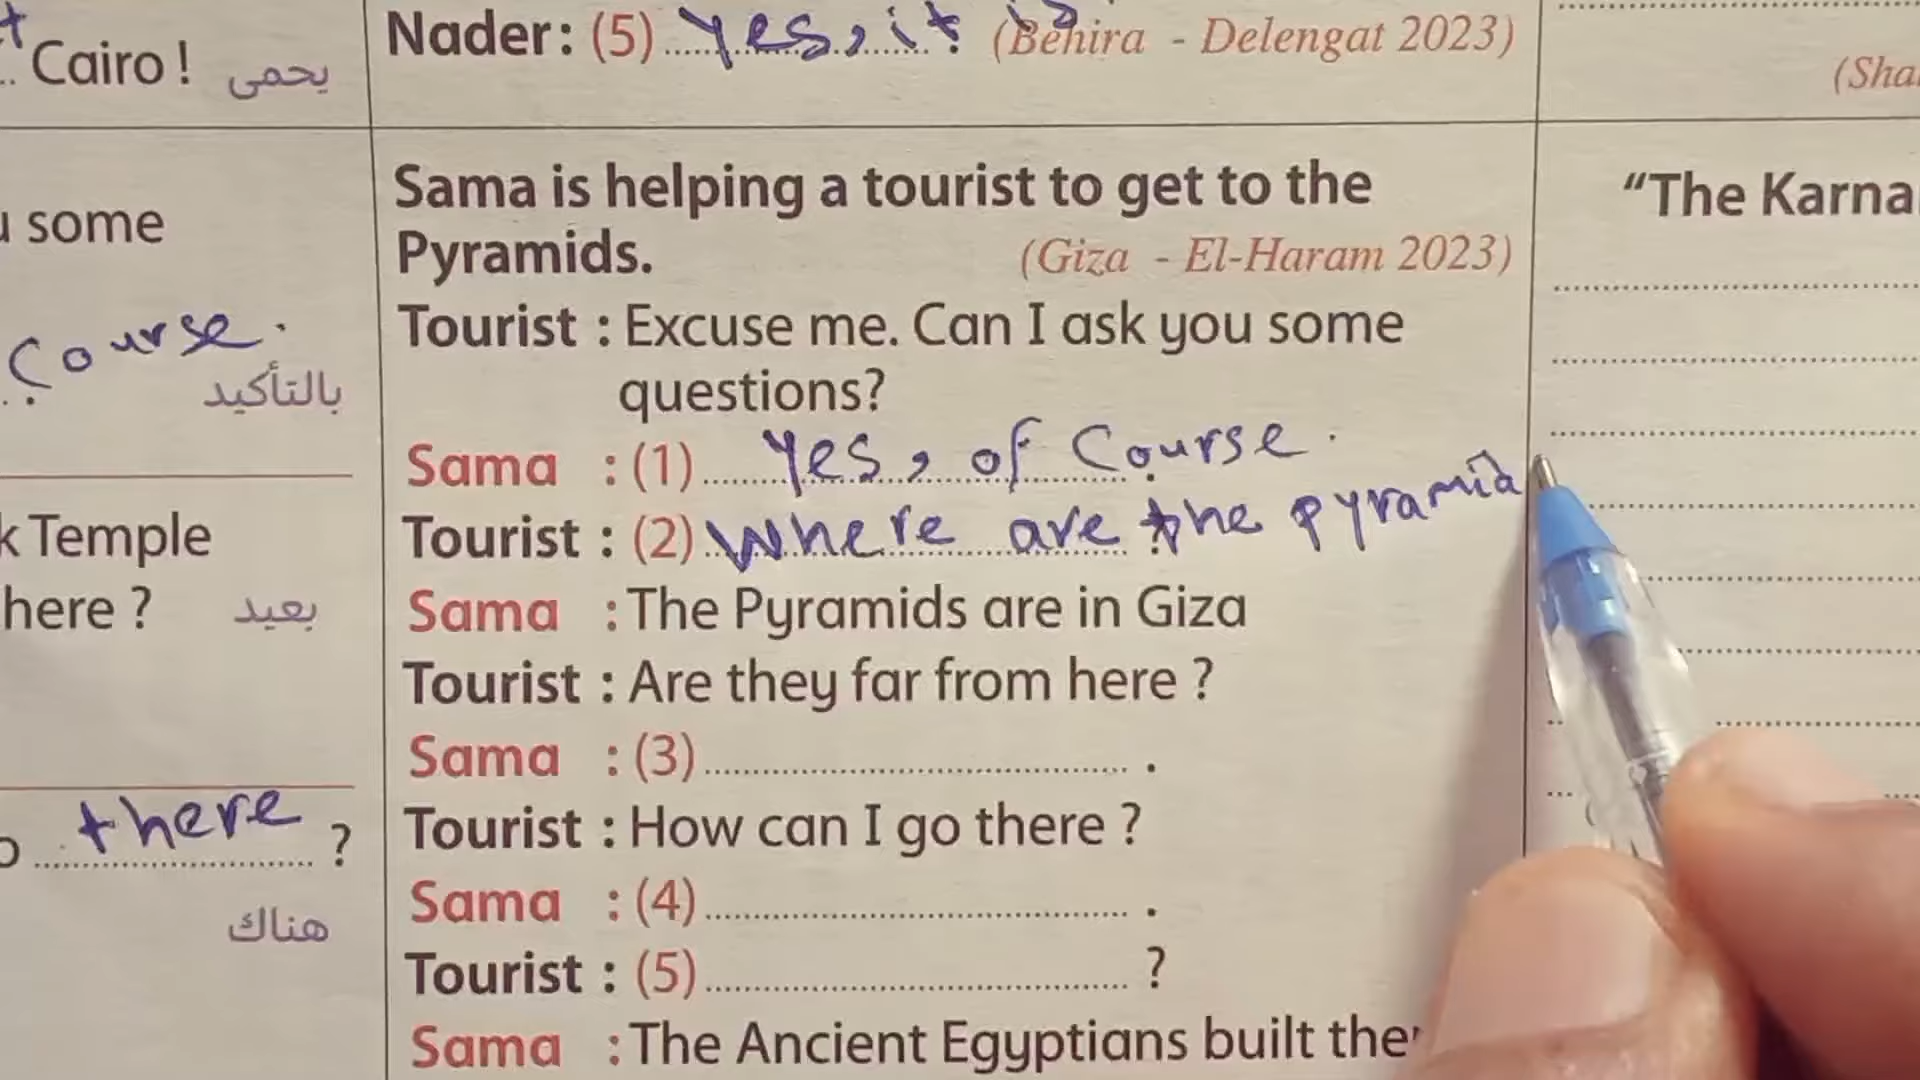 Cairo !
يحمى
Nader : (5) Yes, it is
(Behira - Delengat 2023)
some
Course.
بالتأكيد
k Temple
here ?
بعيد
there ?
هناك
Sama is helping a tourist to get to the
Pyramids.
(Giza - El-Haram 2023)
Tourist : Excuse me. Can I ask you some
questions?
Sama : (1) Yes, of Course.
Tourist : (2) Where are the pyramid ?
Sama : The Pyramids are in Giza
Tourist : Are they far from here ?
Sama : (3) .
Tourist : How can I go there ?
Sama : (4) .
Tourist : (5) ?
Sama : The Ancient Egyptians built the
(Sha
“The Karna